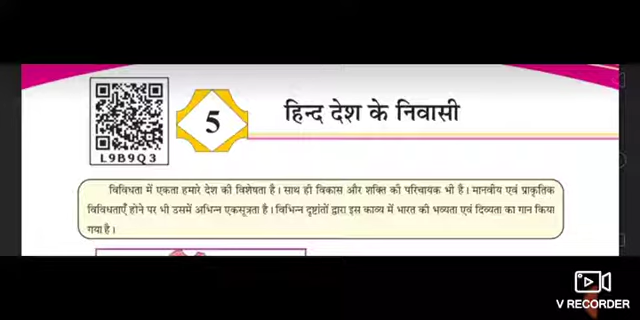 5
हिन्द देश के निवासी
L9B9Q3
विविधता में एकता हमारे देश की विशेषता है। साथ ही विकास और शक्ति की परिचायक भी है। मानवीय एवं प्राकृतिक
विविधताएँ होने पर भी उसमें अभिन्न एकसूत्रता है। विभिन्न दृष्टांतों द्वारा इस काव्य में भारत की भव्यता एवं दिव्यता का गान किया
गया है।
V RECORDER